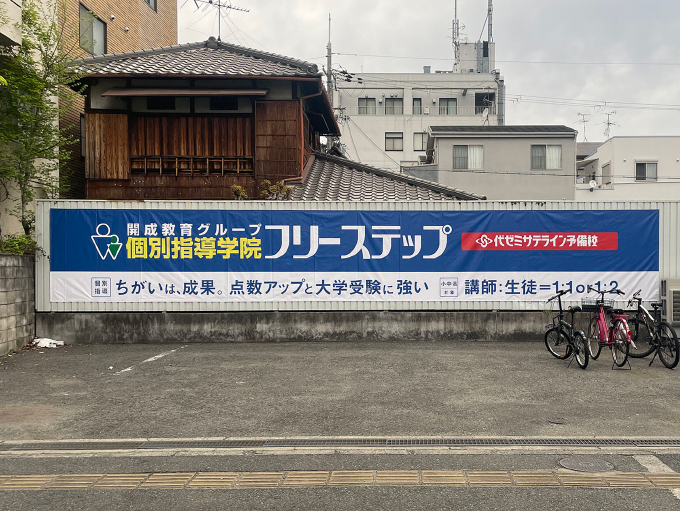 開成教育グループ
個別指導学院
フリーステップ
代ゼミサテライン予備校
個別指導
ちがいは、成果。点数アップと大学受験に強い
小中高対象
講師:生徒=1:1or1:2